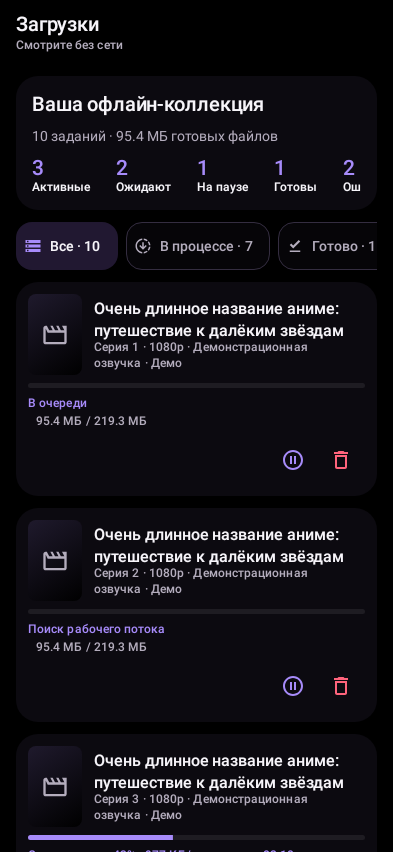 Загрузки
Смотрите без сети
Ваша офлайн-коллекция
10 заданий · 95.4 МБ готовых файлов
3 2 1 1 2
Активные Ожидают На паузе Готовы Ош
Все · 10 В процессе · 7 Готово · 1
Очень длинное название аниме:
путешествие к далёким звёздам
Серия 1 · 1080p · Демонстрационная
озвучка · Демо
В очереди
95.4 МБ / 219.3 МБ
Очень длинное название аниме:
путешествие к далёким звёздам
Серия 2 · 1080p · Демонстрационная
озвучка · Демо
Поиск рабочего потока
95.4 МБ / 219.3 МБ
Очень длинное название аниме:
путешествие к далёким звёздам
Серия 3 · 1080p · Демонстрационная
озвучка · Демо